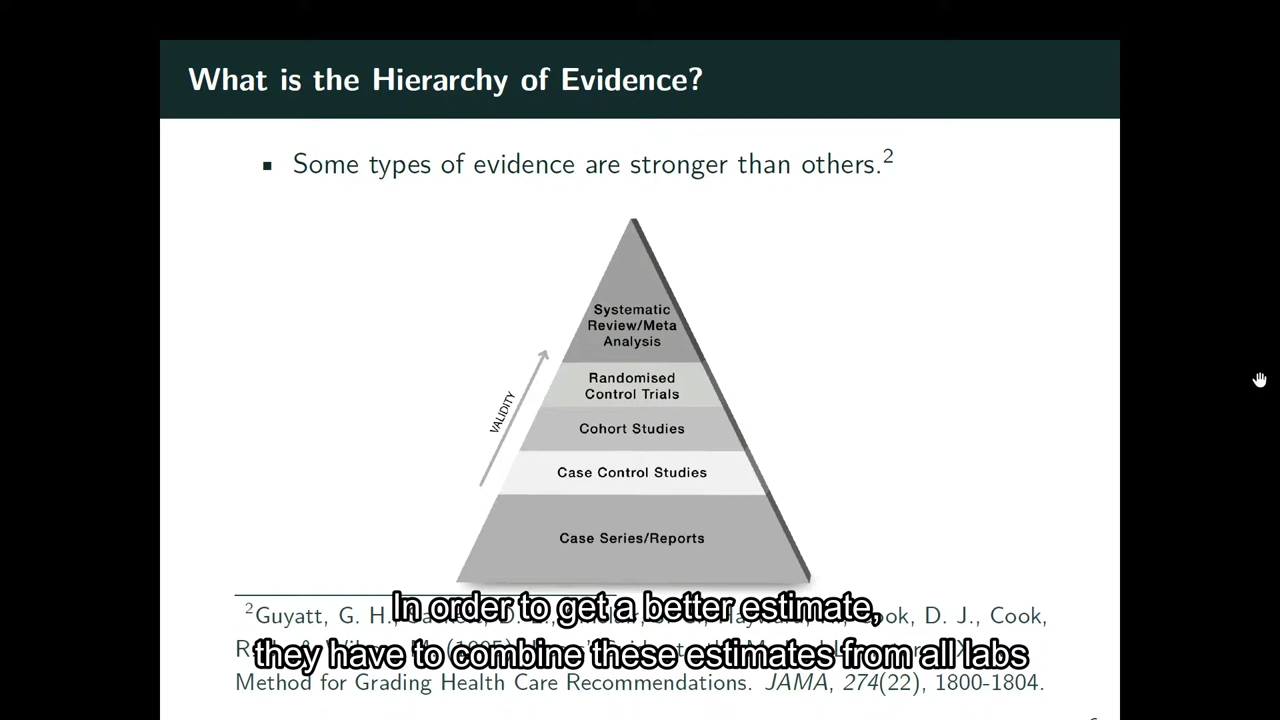 What is the Hierarchy of Evidence?
▪ Some types of evidence are stronger than others.2
Systematic
Review/Meta
Analysis
Randomised
Control Trials
VALIDITY
Cohort Studies
Case Control Studies
Case Series/Reports
In order to get a better estimate,
they have to combine these estimates from all labs
2Guyatt, G. H., D. J., Cook,
Method for Grading Health Care Recommendations. JAMA, 274(22), 1800-1804.